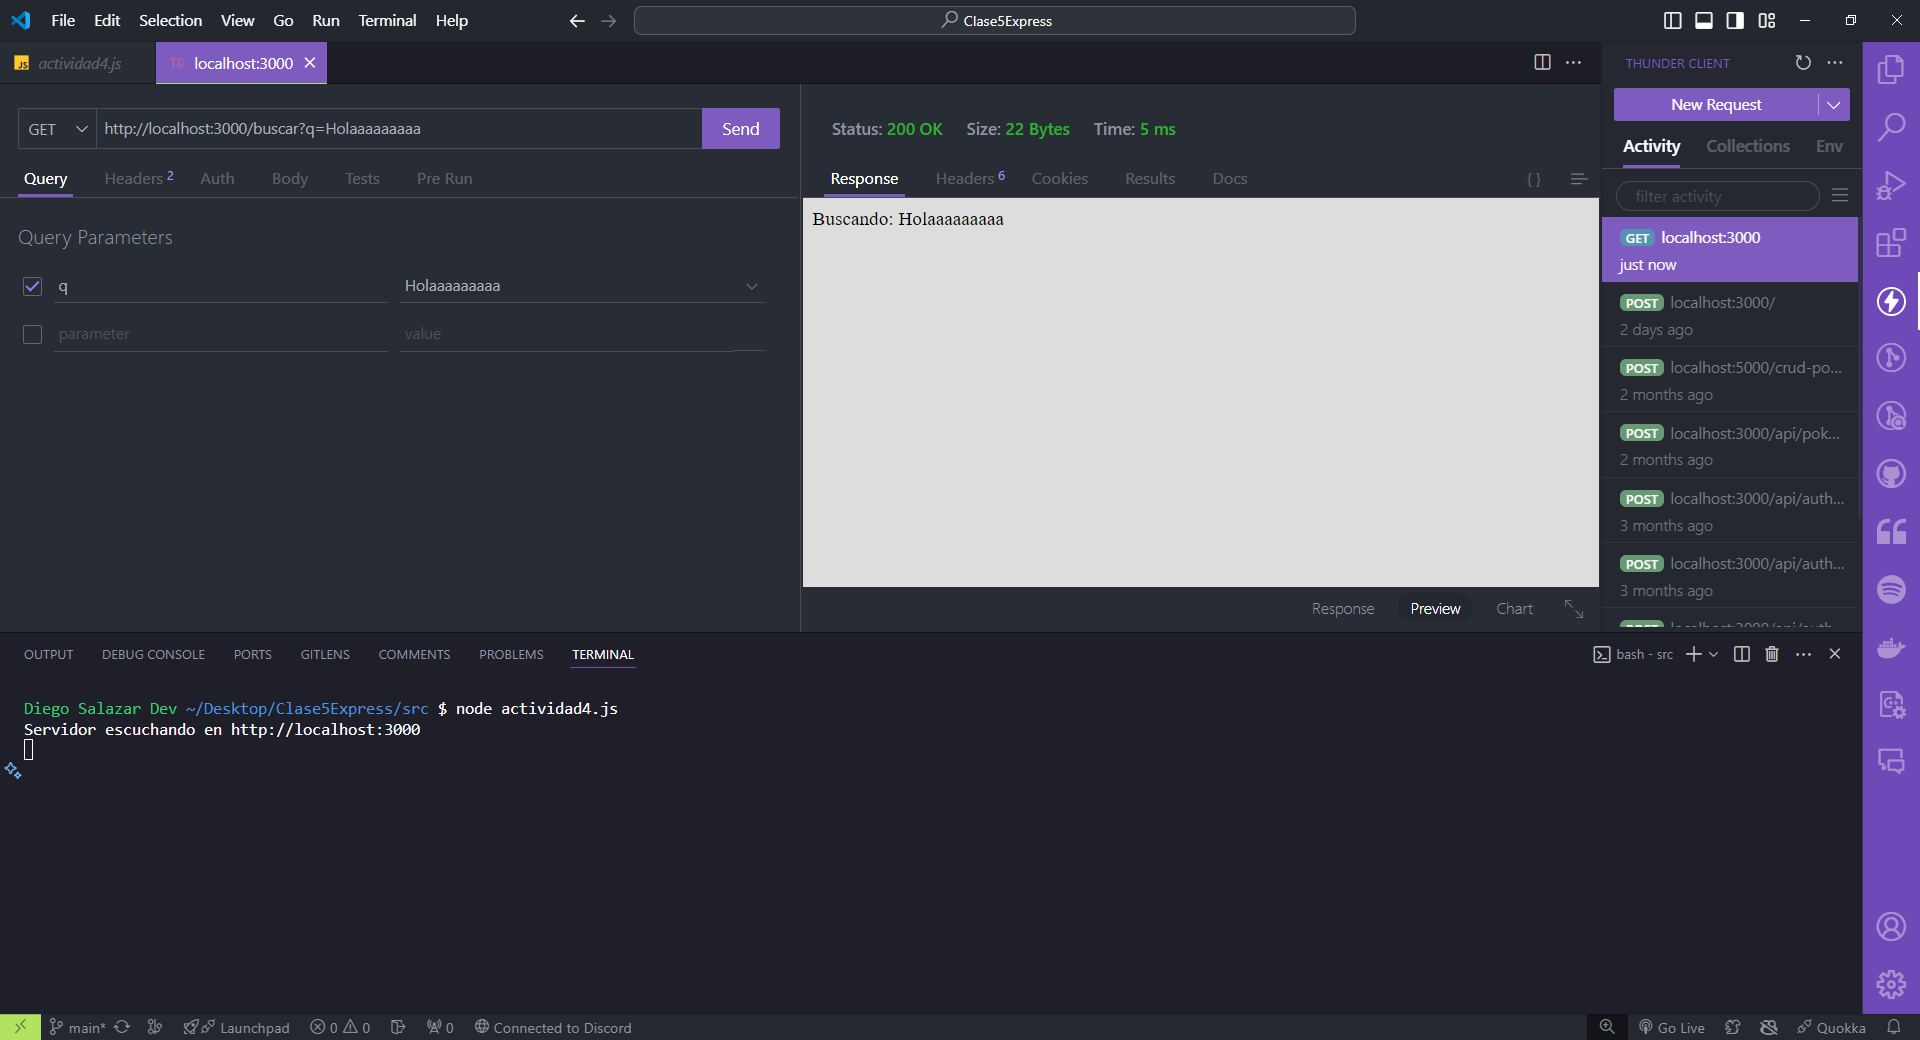 File Edit Selection View Go Run Terminal Help
Clase5Express
JS actividad4.js
TC localhost:3000
THUNDER CLIENT
GET
http://localhost:3000/buscar?q=Holaaaaaaaaa
Send
Status: 200 OK Size: 22 Bytes Time: 5 ms
New Request
Activity Collections Env
Query Headers 2 Auth Body Tests Pre Run
Response Headers 6 Cookies Results Docs { }
filter activity
Query Parameters
Buscando: Holaaaaaaaaa
q Holaaaaaaaaa
parameter value
GET localhost:3000
just now
POST localhost:3000/
2 days ago
POST localhost:5000/crud-po...
2 months ago
POST localhost:3000/api/pok...
2 months ago
POST localhost:3000/api/auth...
3 months ago
POST localhost:3000/api/auth...
3 months ago
POST localhost:3000/api/auth
Response Preview Chart
OUTPUT DEBUG CONSOLE PORTS GITLENS COMMENTS PROBLEMS TERMINAL
bash - src
Diego Salazar Dev ~/Desktop/Clase5Express/src $ node actividad4.js
Servidor escuchando en http://localhost:3000
main* Launchpad 0 0 0 Connected to Discord Go Live Quokka